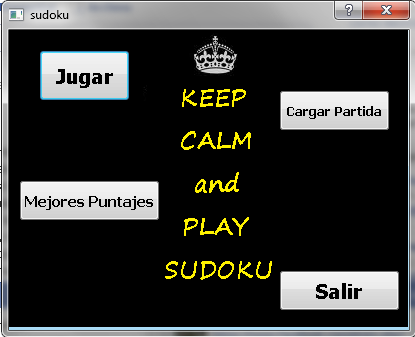 sudoku
Jugar
KEEP
Cargar Partida
CALM
and
Mejores Puntajes
PLAY
SUDOKU
Salir